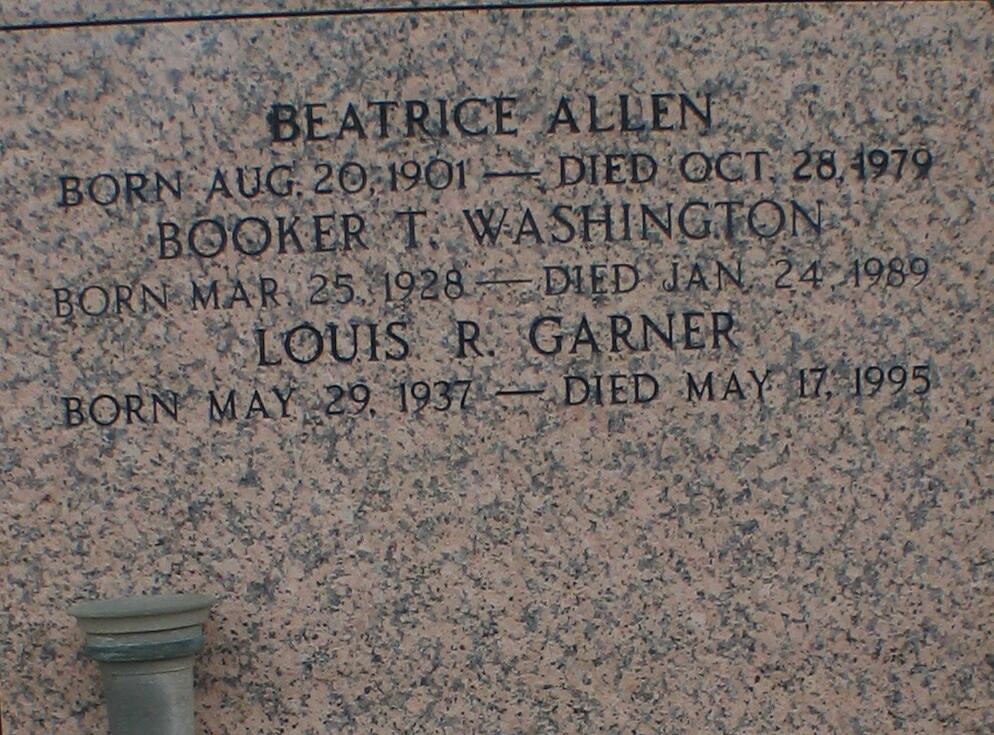 BEATRICE ALLEN
BORN AUG. 20, 1901 — DIED OCT. 28, 1979
BOOKER T. WASHINGTON
BORN MAR. 25, 1928 — DIED JAN. 24, 1989
LOUIS R. GARNER
BORN MAY 29, 1937 — DIED MAY 17, 1995